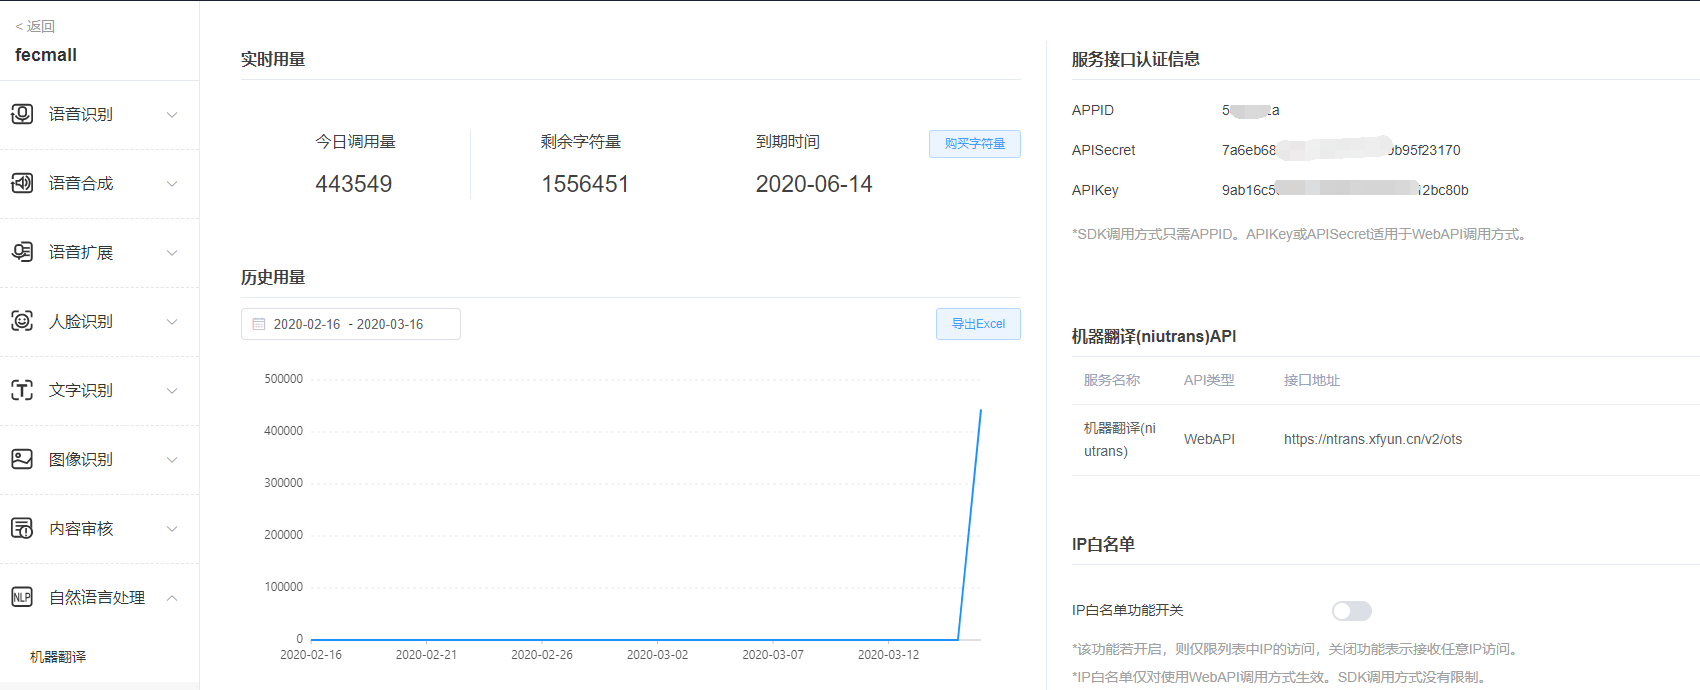 < 返回
fecmall
语音识别
语音合成
语音扩展
人脸识别
文字识别
图像识别
内容审核
NLP 自然语言处理
机器翻译
实时用量
今日调用量 剩余字符量 到期时间 购买字符量
443549 1556451 2020-06-14
历史用量
2020-02-16 - 2020-03-16 导出Excel
500000
400000
300000
200000
100000
0
2020-02-16 2020-02-21 2020-02-26 2020-03-02 2020-03-07 2020-03-12
服务接口认证信息
APPID 5 a
APISecret 7a6eb68 b95f23170
APIKey 9ab16c5 2bc80b
*SDK调用方式只需APPID。APIKey或APISecret适用于WebAPI调用方式。
机器翻译(niutrans)API
服务名称 API类型 接口地址
机器翻译(ni
utrans) WebAPI https://ntrans.xfyun.cn/v2/ots
IP白名单
IP白名单功能开关
*该功能若开启，则仅限列表中IP的访问，关闭功能表示接收任意IP访问。
*IP白名单仅对使用WebAPI调用方式生效。SDK调用方式没有限制。